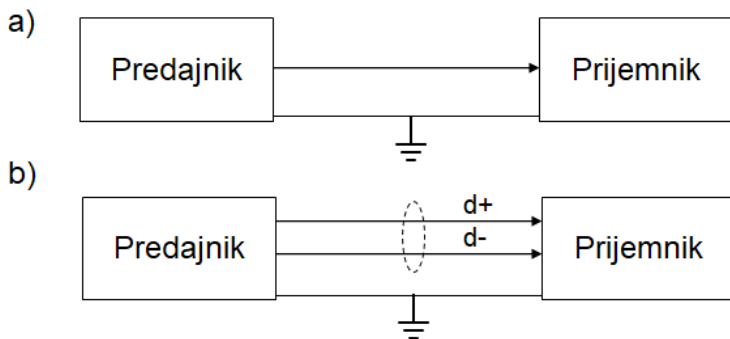 a)
Predajnik Prijemnik
b)
d+
Predajnik d- Prijemnik